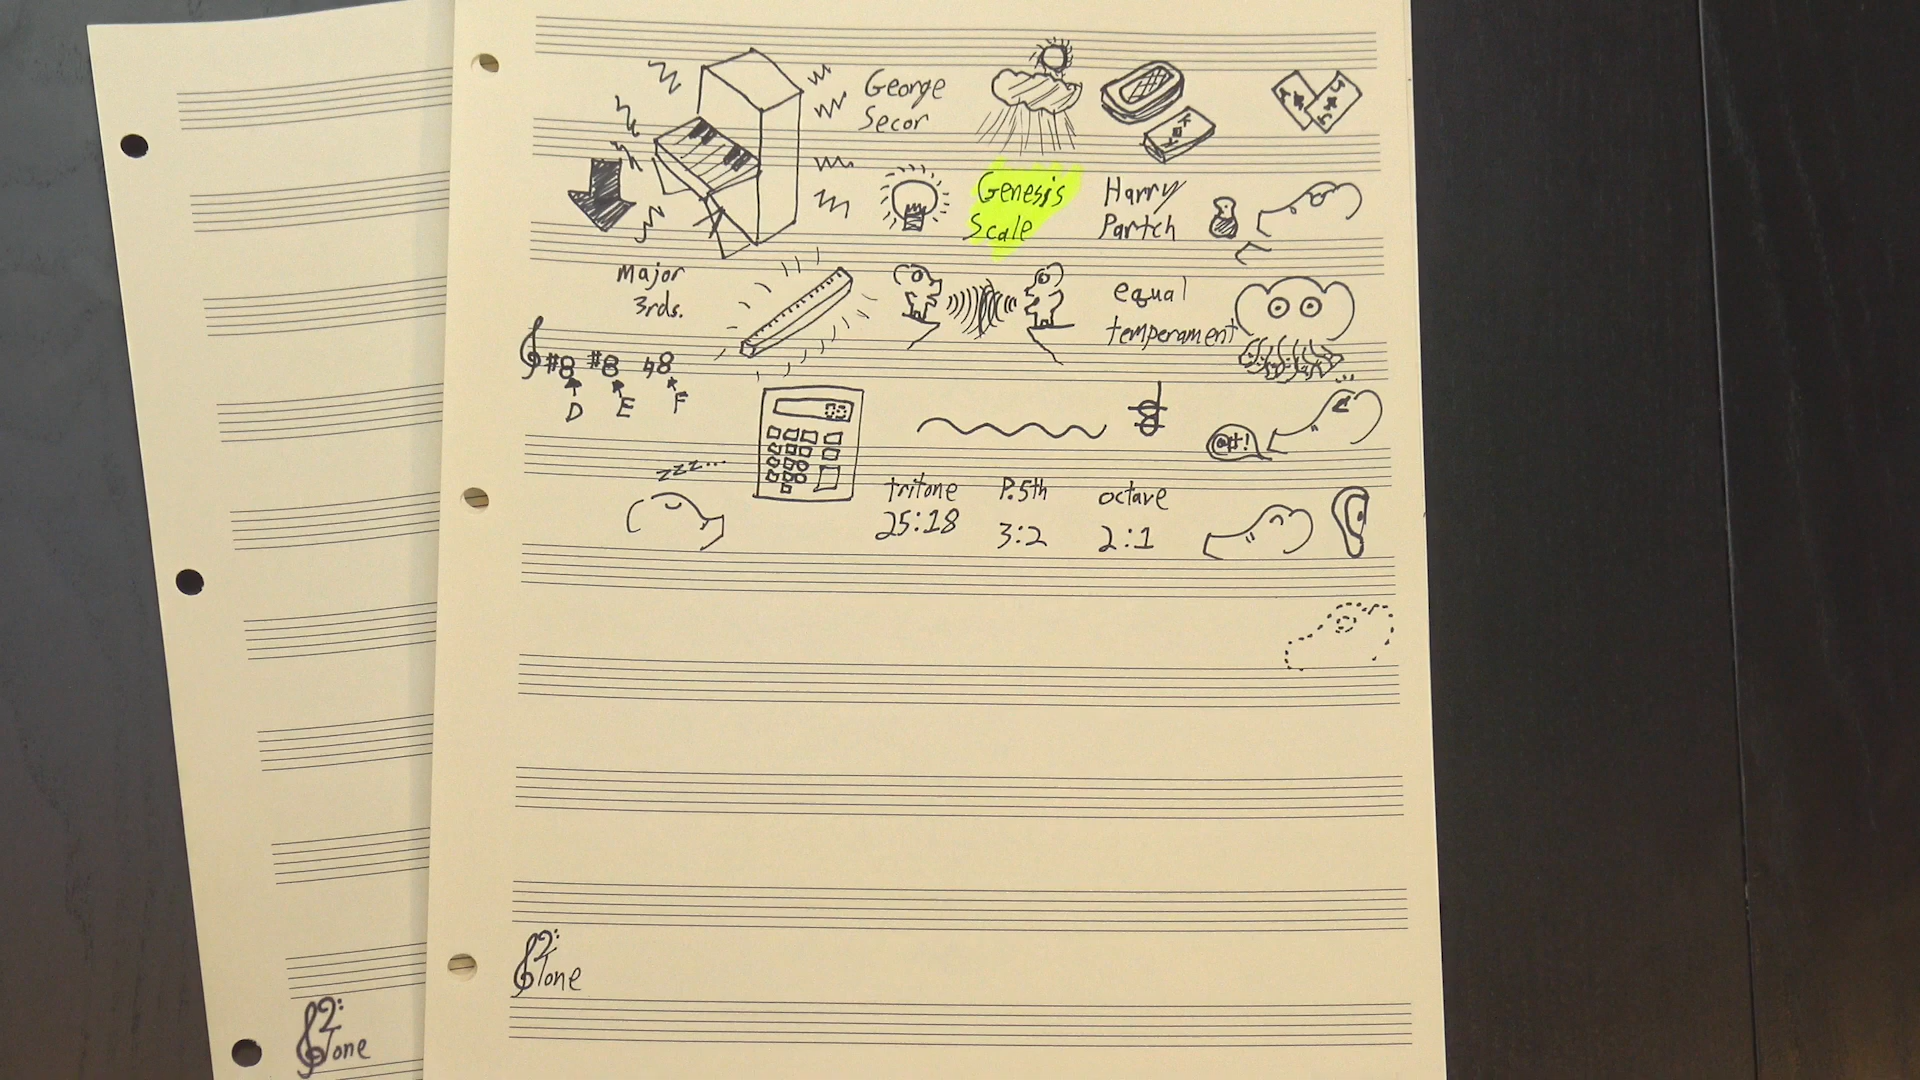 George
Secor
Genesis
Scale
Harry
Partch
Major
3rds.
equal
temperament
D E F
@#!
zzz...
tritone P.5th octave
25:18 3:2 2:1
Tone
Tone